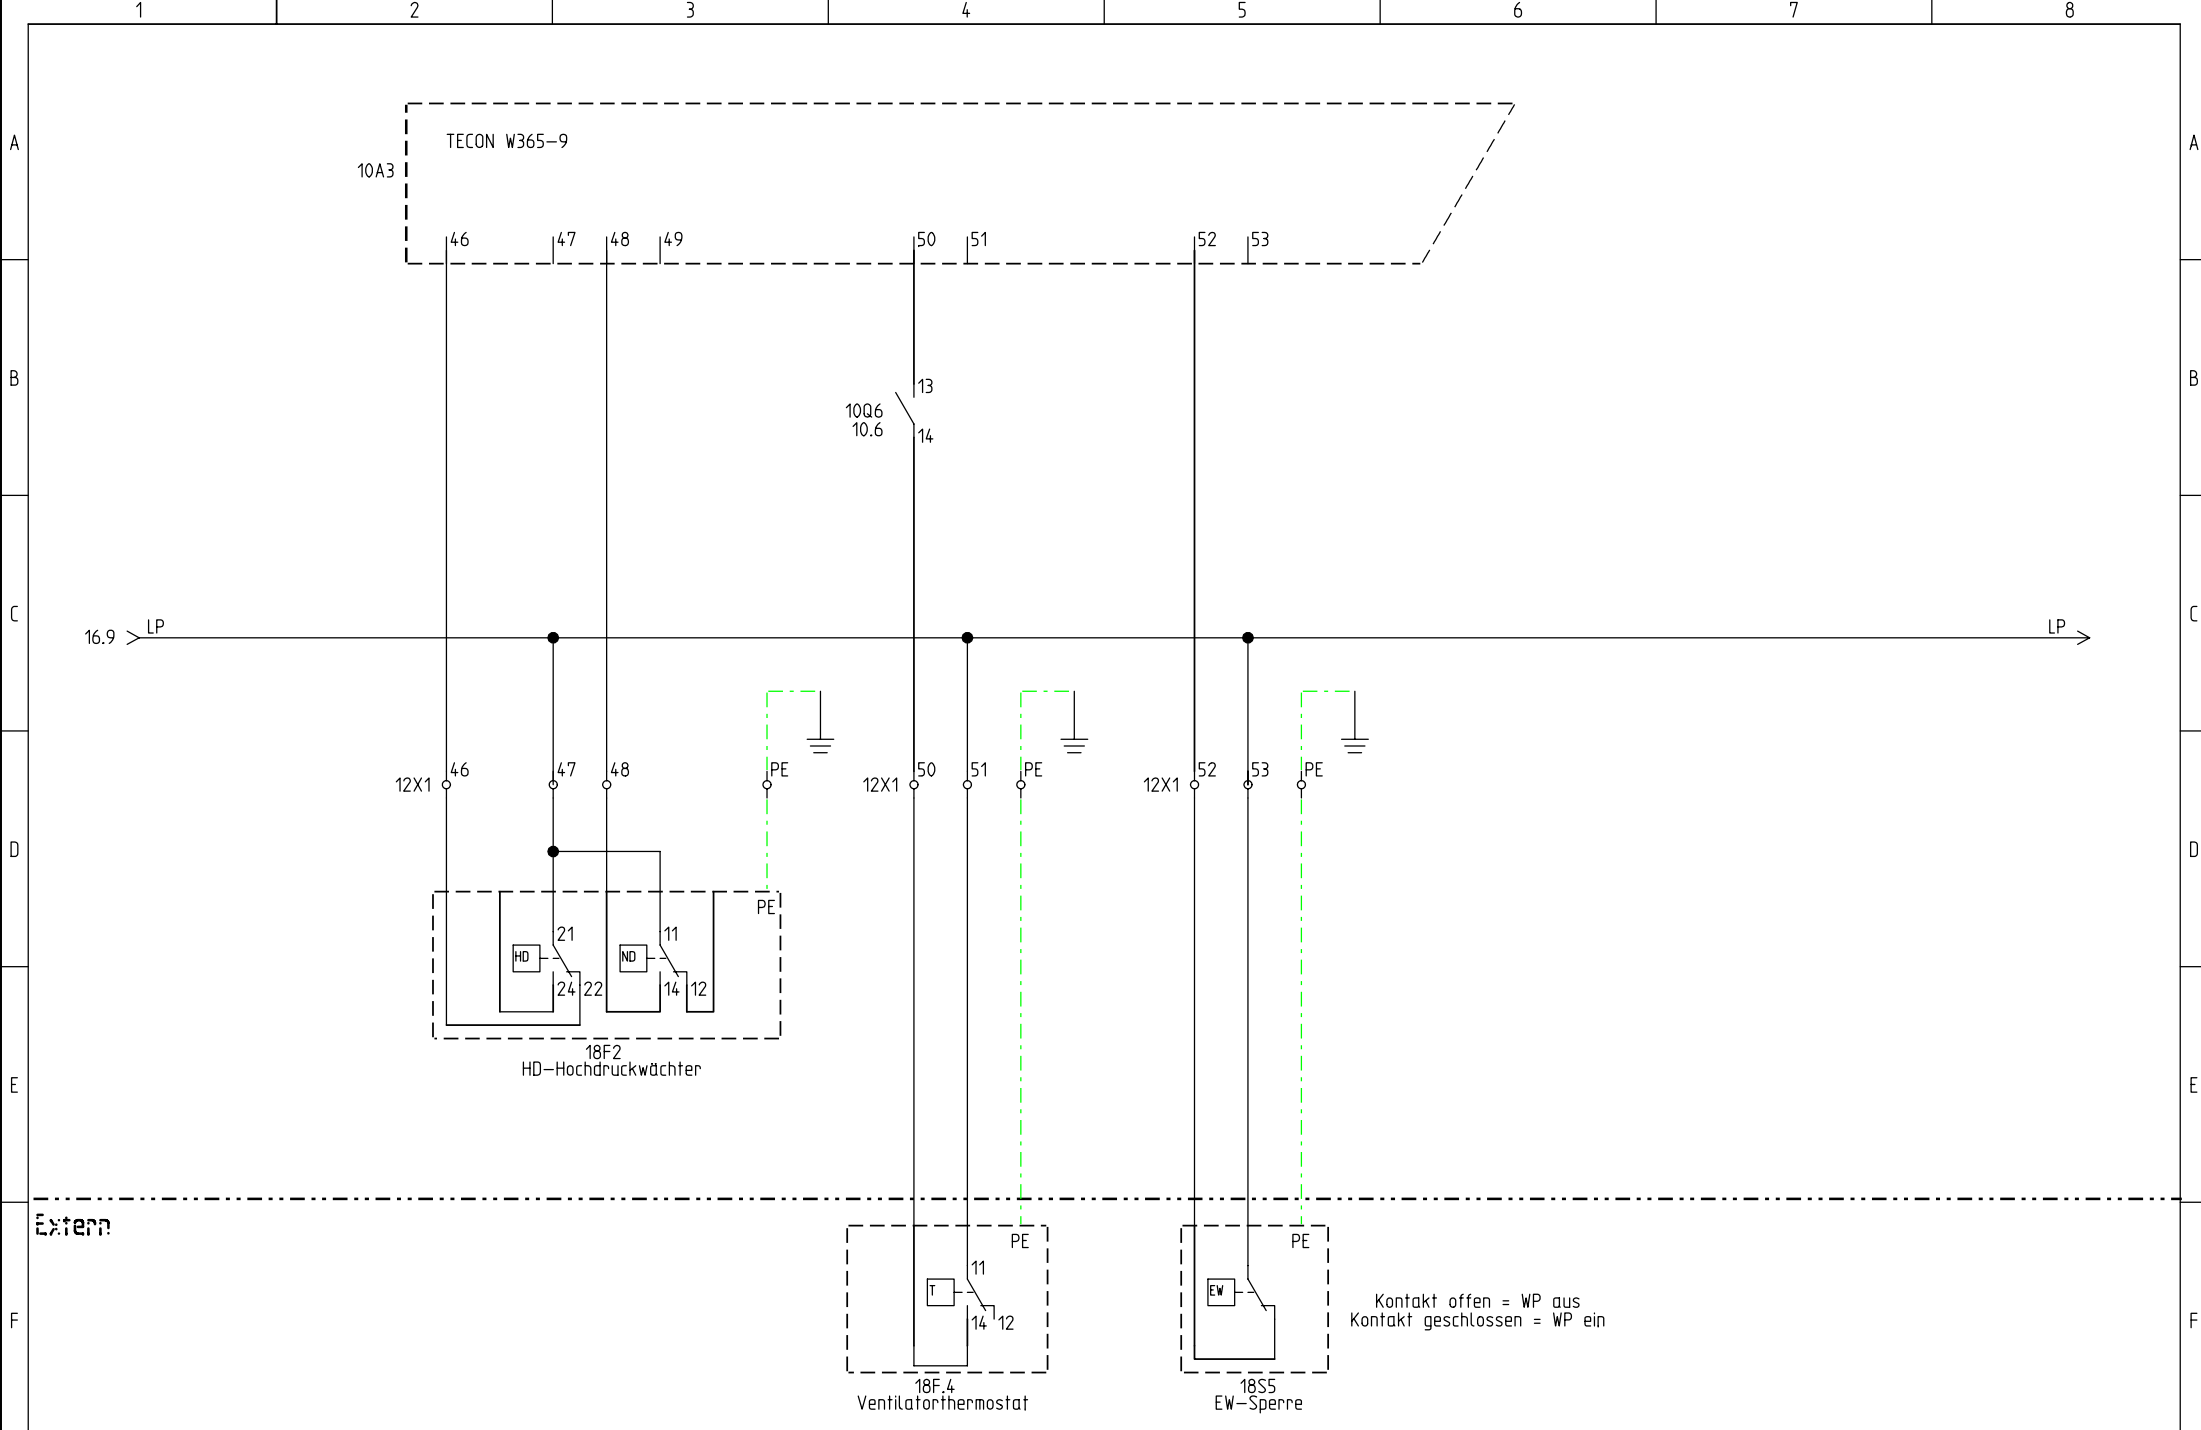 1 2 3 4 5 6 7 8
A A
TECON W365-9
10A3
46 47 48 49 50 51 52 53
B B
13
10Q6
10.6
14
C C
16.9 LP LP
12X1 46 47 48 PE 12X1 50 51 PE 12X1 52 53 PE
D D
PE
21 11
HD ND
24 22 14 12
18F2
HD-Hochdruckwächter
E E
Extern
PE PE
11
T EW
14 12
Kontakt offen = WP aus
Kontakt geschlossen = WP ein
F F
18F.4
Ventilatorthermostat
18S5
EW-Sperre